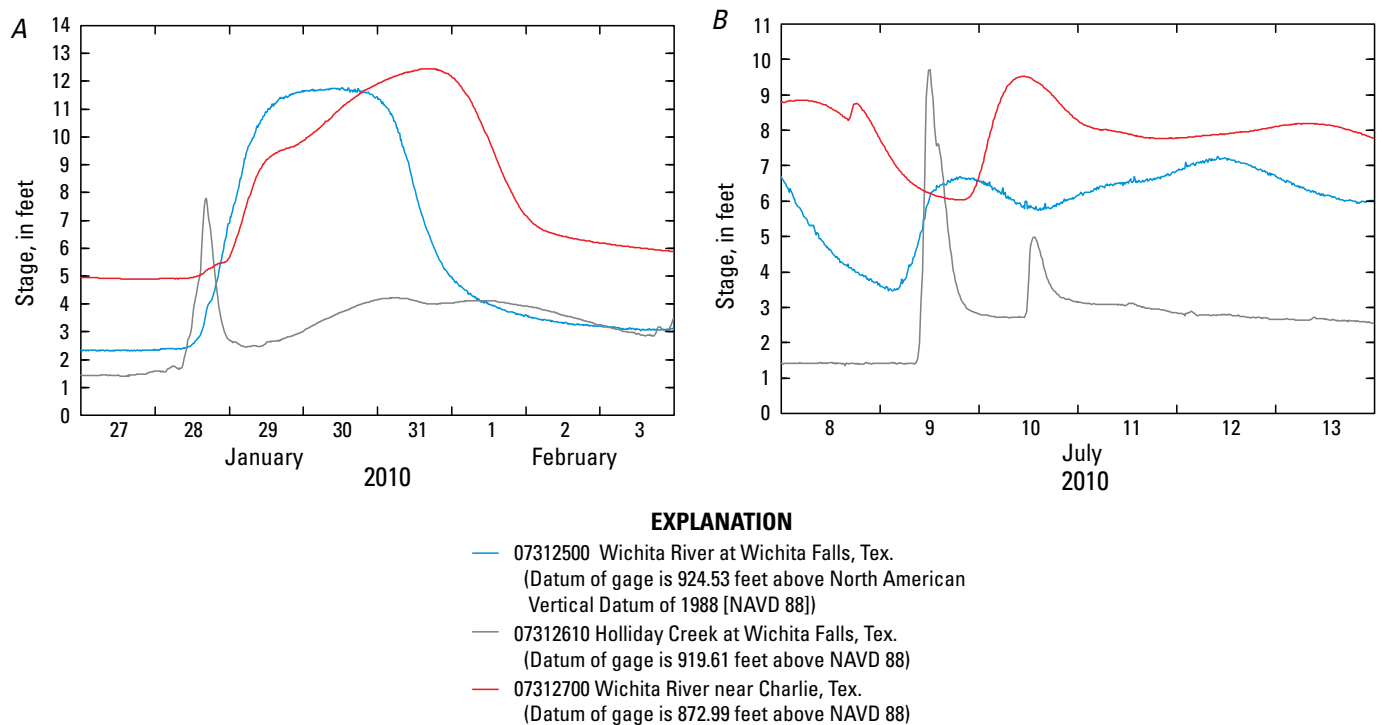 A
14
13
12
11
10
9
8
7
6
5
4
3
2
1
0
Stage, in feet
27 28 29 30 31 1 2 3
January February
2010
B
11
10
9
8
7
6
5
4
3
2
1
0
Stage, in feet
8 9 10 11 12 13
July
2010
EXPLANATION
07312500 Wichita River at Wichita Falls, Tex.
(Datum of gage is 924.53 feet above North American
Vertical Datum of 1988 [NAVD 88])
07312610 Holliday Creek at Wichita Falls, Tex.
(Datum of gage is 919.61 feet above NAVD 88)
07312700 Wichita River near Charlie, Tex.
(Datum of gage is 872.99 feet above NAVD 88)